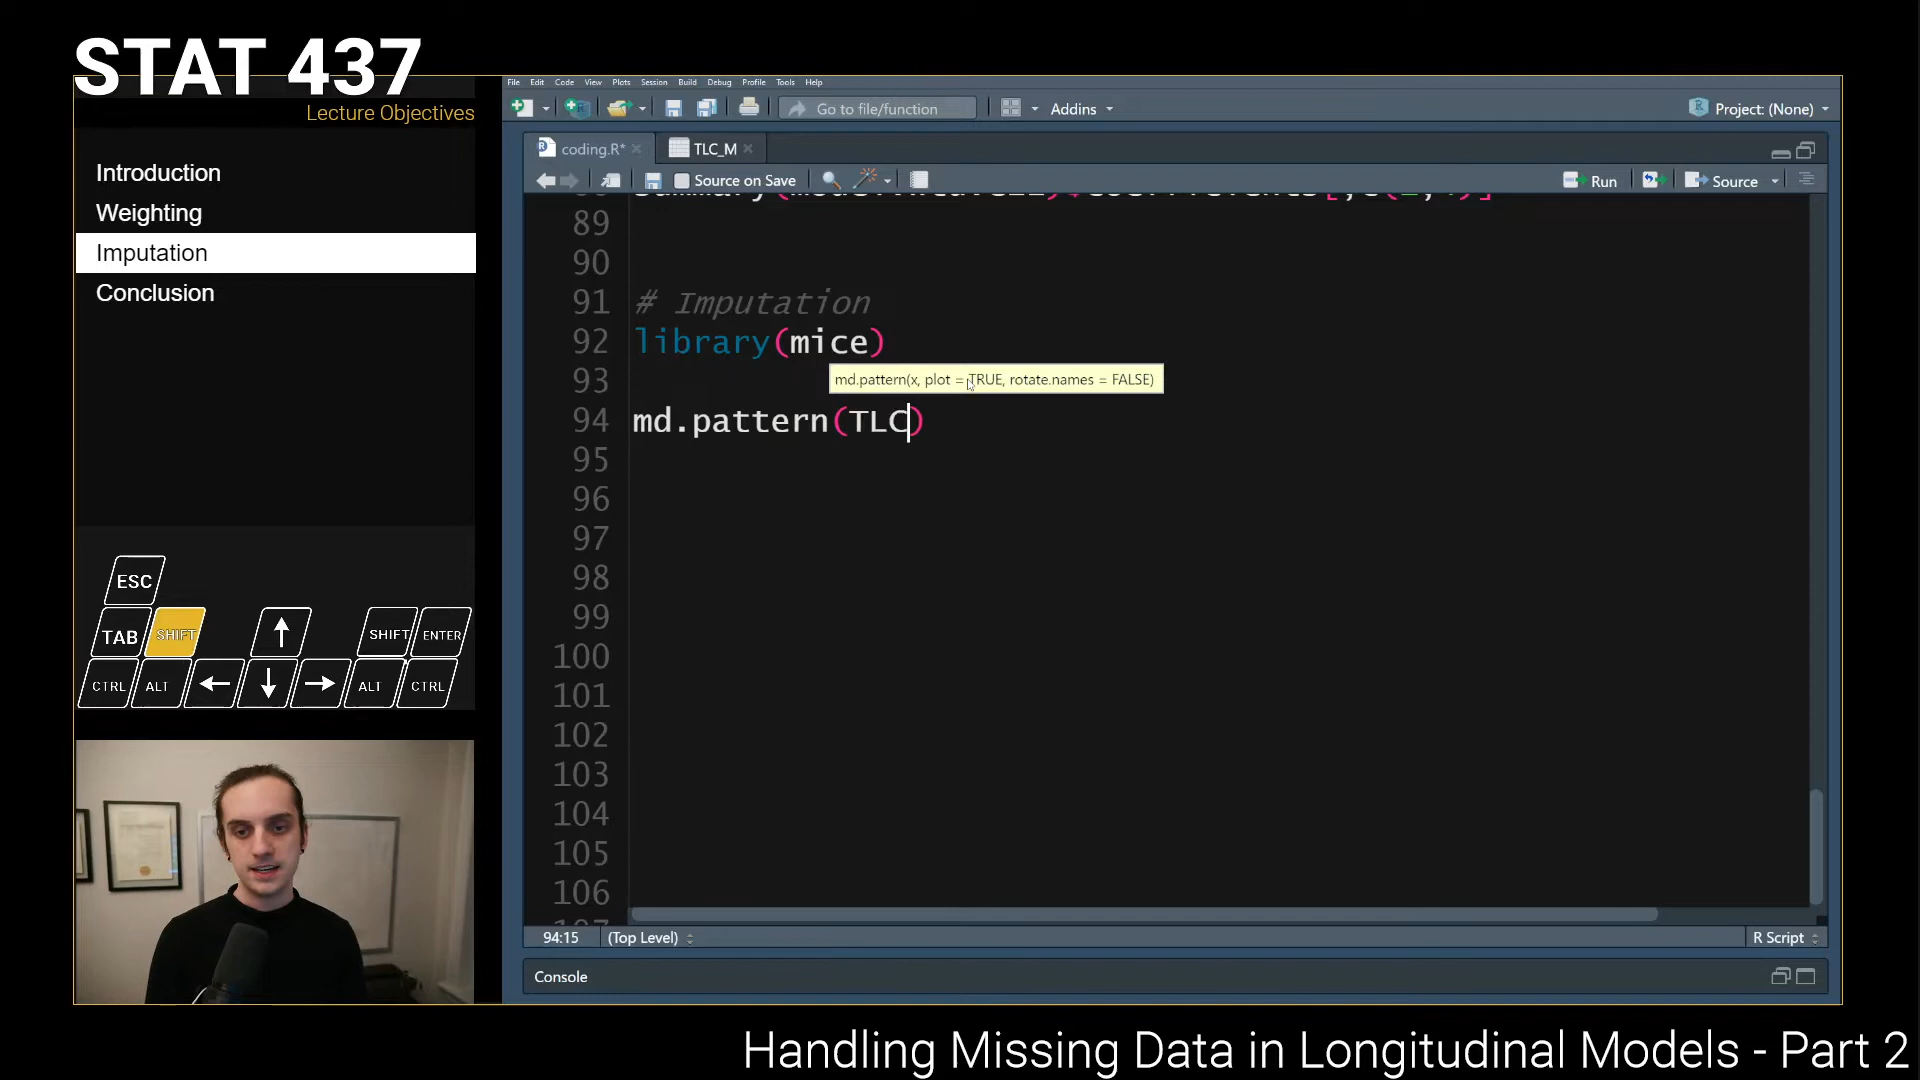 STAT 437
Lecture Objectives
Introduction
Weighting
Imputation
Conclusion
ESC
TAB SHIFT SHIFT ENTER
CTRL ALT ALT CTRL
File Edit Code View Plots Session Build Debug Profile Tools Help
Go to file/function Addins Project: (None)
coding.R* TLC_M
Source on Save Run Source
89
90
91 # Imputation
92 library(mice)
93
md.pattern(x, plot = TRUE, rotate.names = FALSE)
94 md.pattern(TLC)
95
96
97
98
99
100
101
102
103
104
105
106
94:15 (Top Level) R Script
Console
Handling Missing Data in Longitudinal Models - Part 2